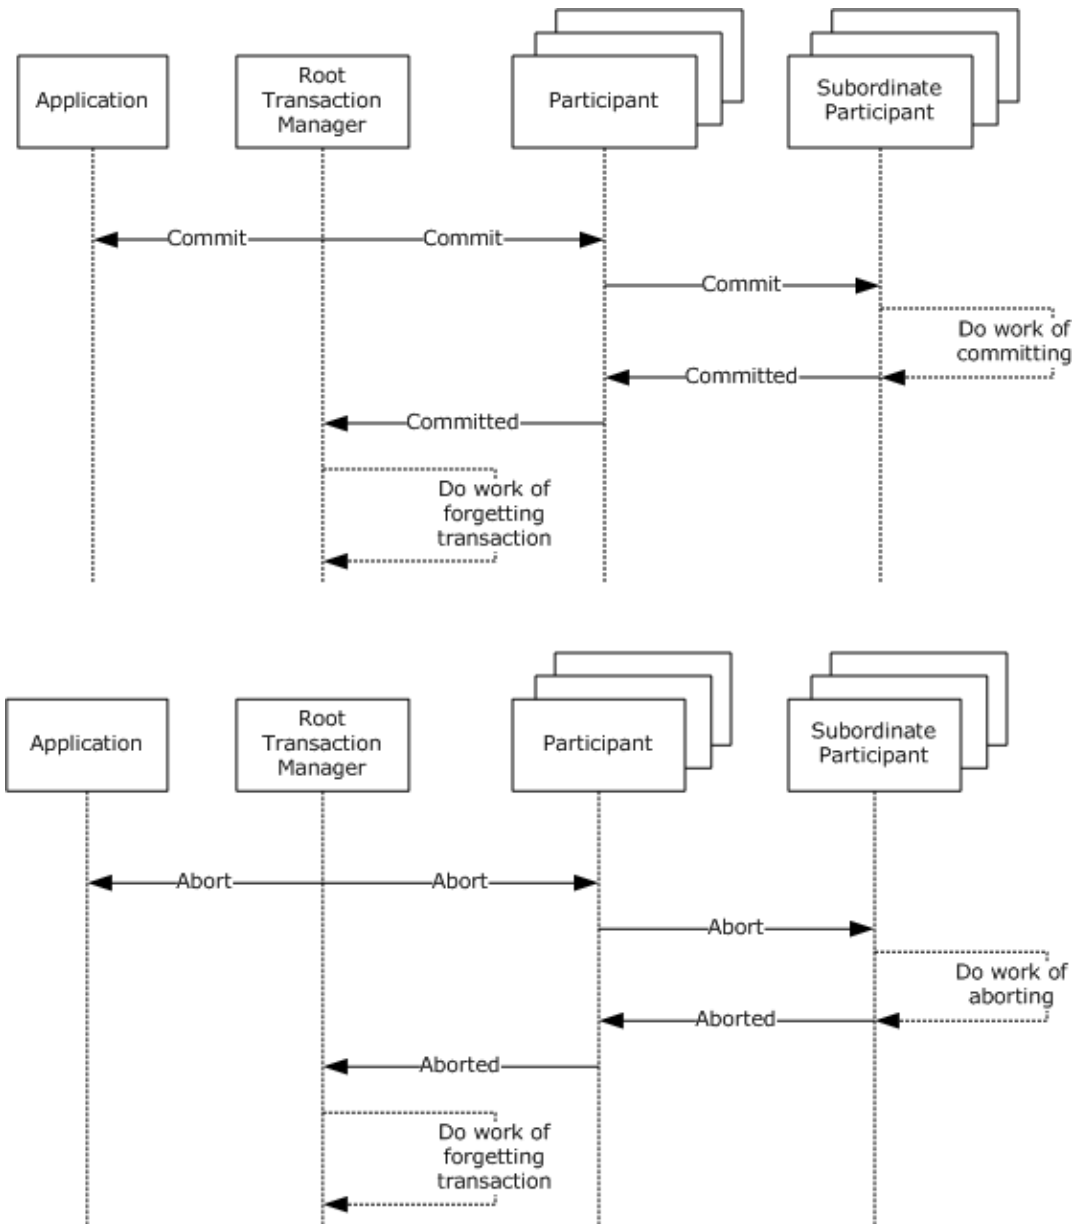 Application
Root
Transaction
Manager
Participant
Subordinate
Participant
Commit
Commit
Commit
Do work of
committing
Committed
Committed
Do work of
forgetting
transaction
Application
Root
Transaction
Manager
Participant
Subordinate
Participant
Abort
Abort
Abort
Do work of
aborting
Aborted
Aborted
Do work of
forgetting
transaction